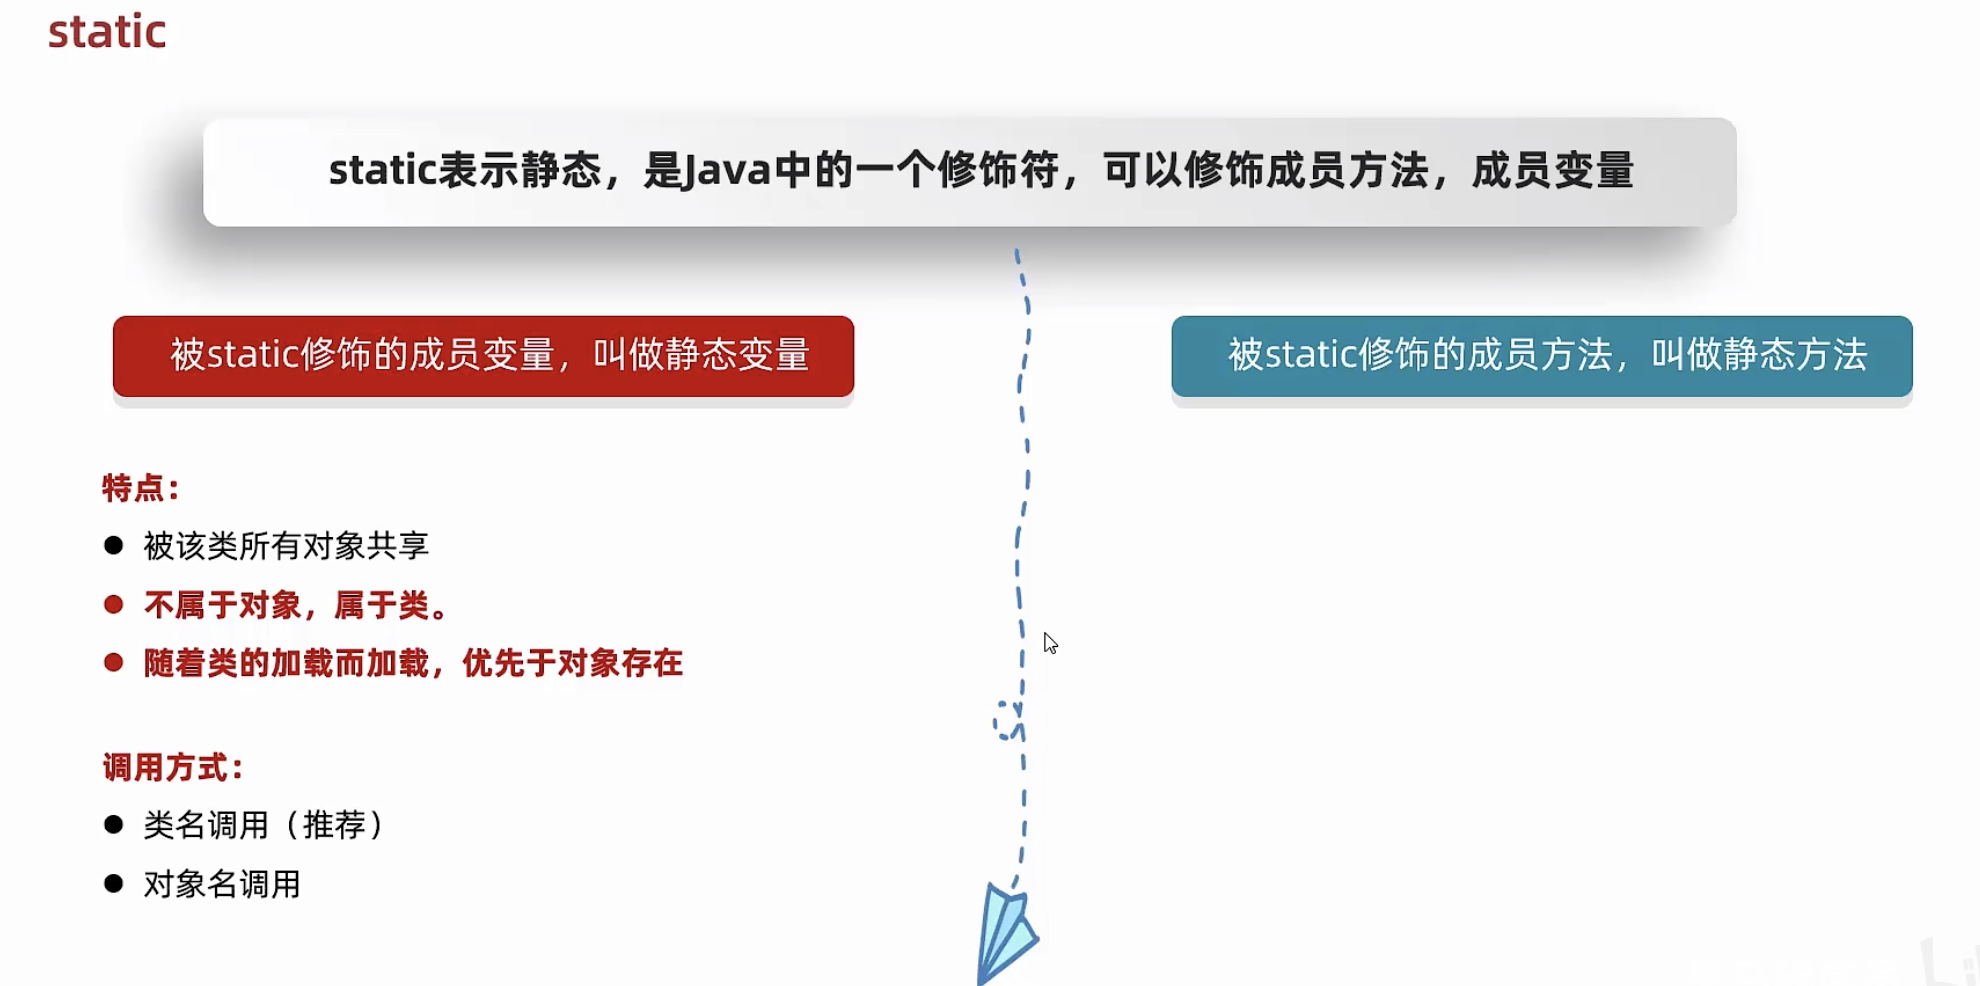 static
static表示静态，是Java中的一个修饰符，可以修饰成员方法，成员变量
被static修饰的成员变量，叫做静态变量
特点：
● 被该类所有对象共享
● 不属于对象，属于类。
● 随着类的加载而加载，优先于对象存在
调用方式：
● 类名调用（推荐）
● 对象名调用
被static修饰的成员方法，叫做静态方法